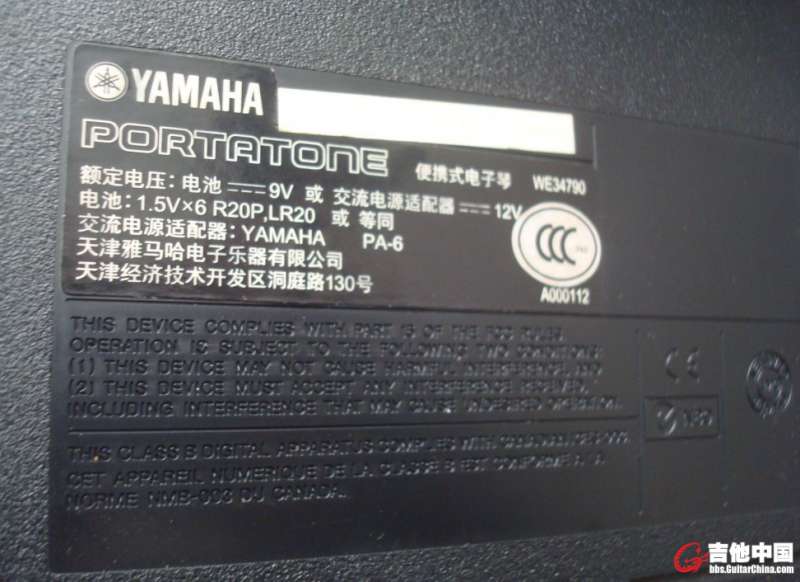 YAMAHA
PORTATONE 便携式电子琴 WE34790
额定电压：电池 9V 或 交流电源适配器 12V
电池：1.5V×6 R20P,LR20 或 等同
交流电源适配器：YAMAHA PA-6
天津雅马哈电子乐器有限公司
天津经济技术开发区洞庭路130号
CCC
A000112
THIS DEVICE COMPLIES WITH PART 15 OF THE FCC RULES.
OPERATION IS SUBJECT TO THE FOLLOWING TWO CONDITIONS:
(1) THIS DEVICE MAY NOT CAUSE HARMFUL INTERFERENCE, AND
(2) THIS DEVICE MUST ACCEPT ANY INTERFERENCE RECEIVED,
INCLUDING INTERFERENCE THAT MAY CAUSE UNDESIRED OPERATION.
CE
THIS CLASS B DIGITAL APPARATUS COMPLIES WITH CANADIAN
CET APPAREIL NUMERIQUE DE LA CLASSE B EST CONFORME A LA
NORME NMB-003 DU CANADA.
吉他中国
bbs.GuitarChina.com